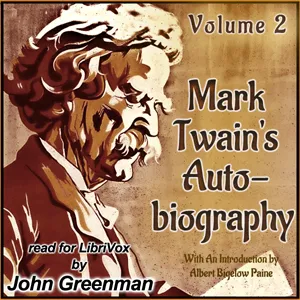 Volume 2
Mark
Twain's
Auto-
biography
read for LibriVox
by
John Greenman
With An Introduction by
Albert Bigelow Paine